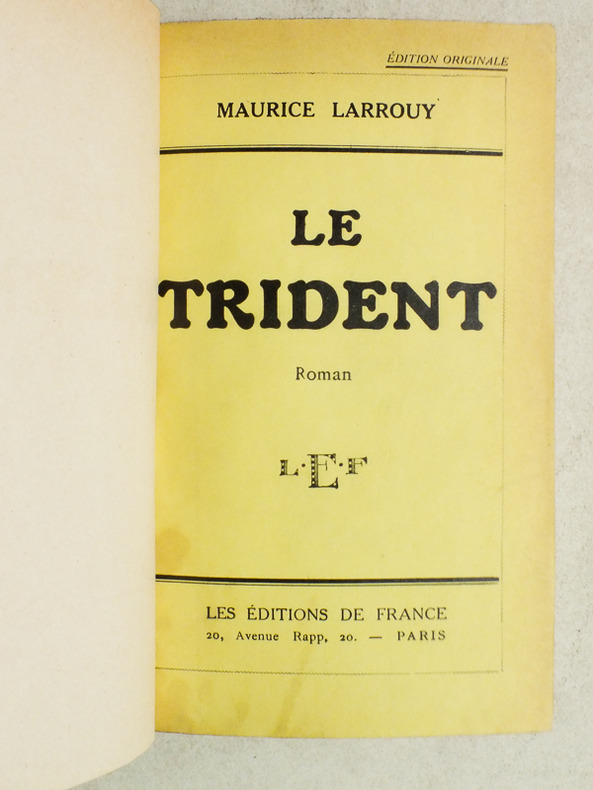 ÉDITION ORIGINALE
MAURICE LARROUY
LE
TRIDENT
Roman
L·E·F
LES ÉDITIONS DE FRANCE
20, Avenue Rapp, 20. — PARIS